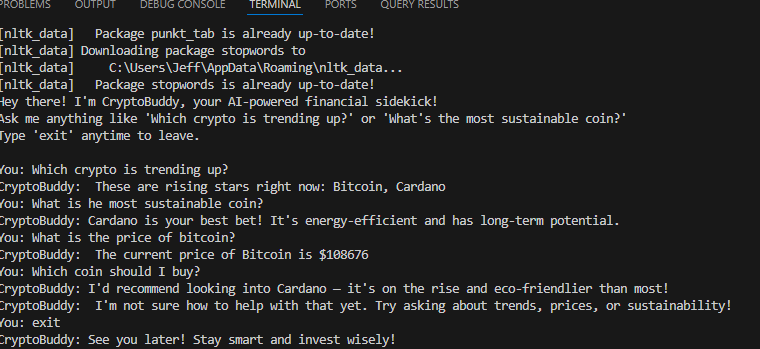 PROBLEMS OUTPUT DEBUG CONSOLE TERMINAL PORTS QUERY RESULTS
[nltk_data]   Package punkt_tab is already up-to-date!
[nltk_data] Downloading package stopwords to
[nltk_data]     C:\Users\Jeff\AppData\Roaming\nltk_data...
[nltk_data]   Package stopwords is already up-to-date!
Hey there! I'm CryptoBuddy, your AI-powered financial sidekick!
Ask me anything like 'Which crypto is trending up?' or 'What's the most sustainable coin?'
Type 'exit' anytime to leave.
You: Which crypto is trending up?
CryptoBuddy:  These are rising stars right now: Bitcoin, Cardano
You: What is he most sustainable coin?
CryptoBuddy: Cardano is your best bet! It's energy-efficient and has long-term potential.
You: What is the price of bitcoin?
CryptoBuddy:  The current price of Bitcoin is $108676
You: Which coin should I buy?
CryptoBuddy: I'd recommend looking into Cardano – it's on the rise and eco-friendlier than most!
CryptoBuddy:  I'm not sure how to help with that yet. Try asking about trends, prices, or sustainability!
You: exit
CryptoBuddy: See you later! Stay smart and invest wisely!